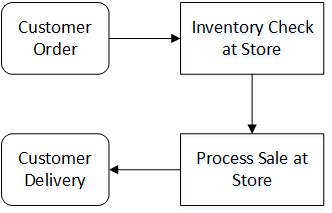 Customer
Order
Inventory Check
at Store
Customer
Delivery
Process Sale at
Store